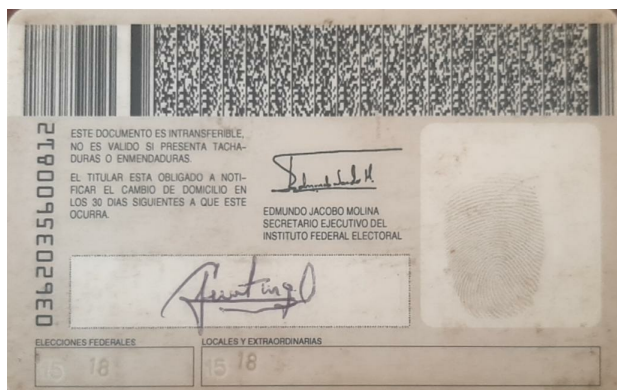 0362035600812
ESTE DOCUMENTO ES INTRANSFERIBLE,
NO ES VALIDO SI PRESENTA TACHA-
DURAS O ENMENDADURAS.
EL TITULAR ESTA OBLIGADO A NOTI-
FICAR EL CAMBIO DE DOMICILIO EN
LOS 30 DIAS SIGUIENTES A QUE ESTE
OCURRA.
EDMUNDO JACOBO MOLINA
SECRETARIO EJECUTIVO DEL
INSTITUTO FEDERAL ELECTORAL
ELECCIONES FEDERALES
15 18
LOCALES Y EXTRAORDINARIAS
15 18